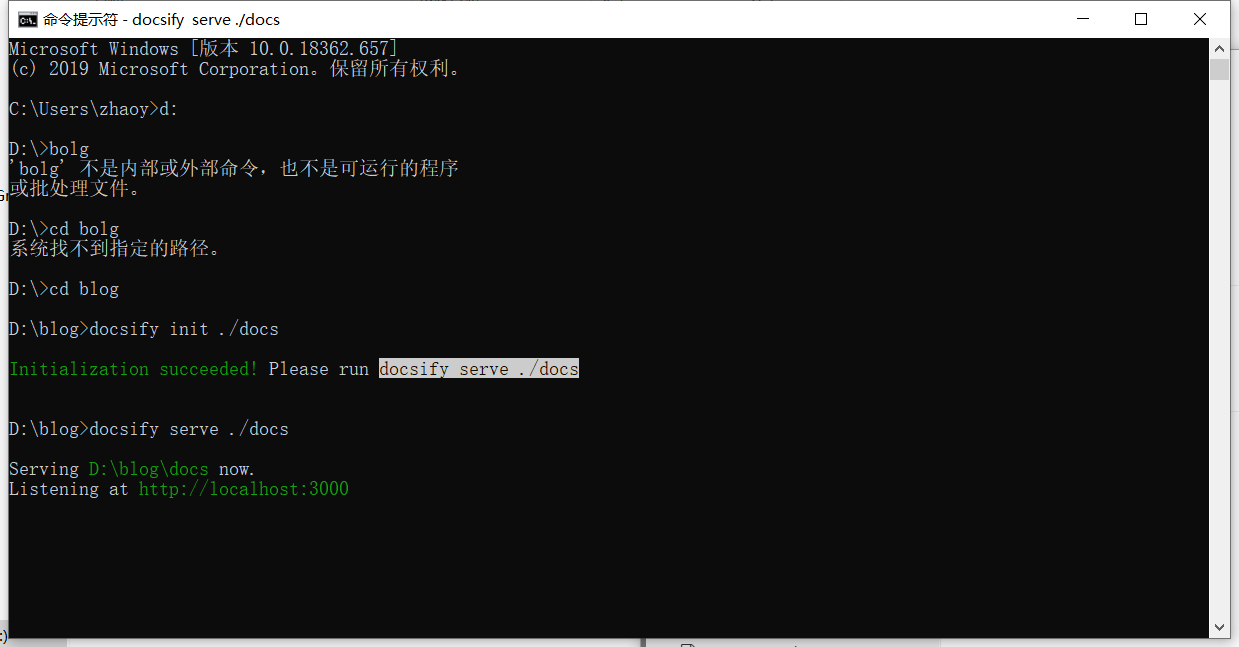 命令提示符 - docsify  serve ./docs
Microsoft Windows [版本 10.0.18362.657]
(c) 2019 Microsoft Corporation。保留所有权利。
C:\Users\zhaoy>d:
D:\>bolg
'bolg' 不是内部或外部命令，也不是可运行的程序
或批处理文件。
D:\>cd bolg
系统找不到指定的路径。
D:\>cd blog
D:\blog>docsify init ./docs
Initialization succeeded! Please run docsify serve ./docs
D:\blog>docsify serve ./docs
Serving D:\blog\docs now.
Listening at http://localhost:3000